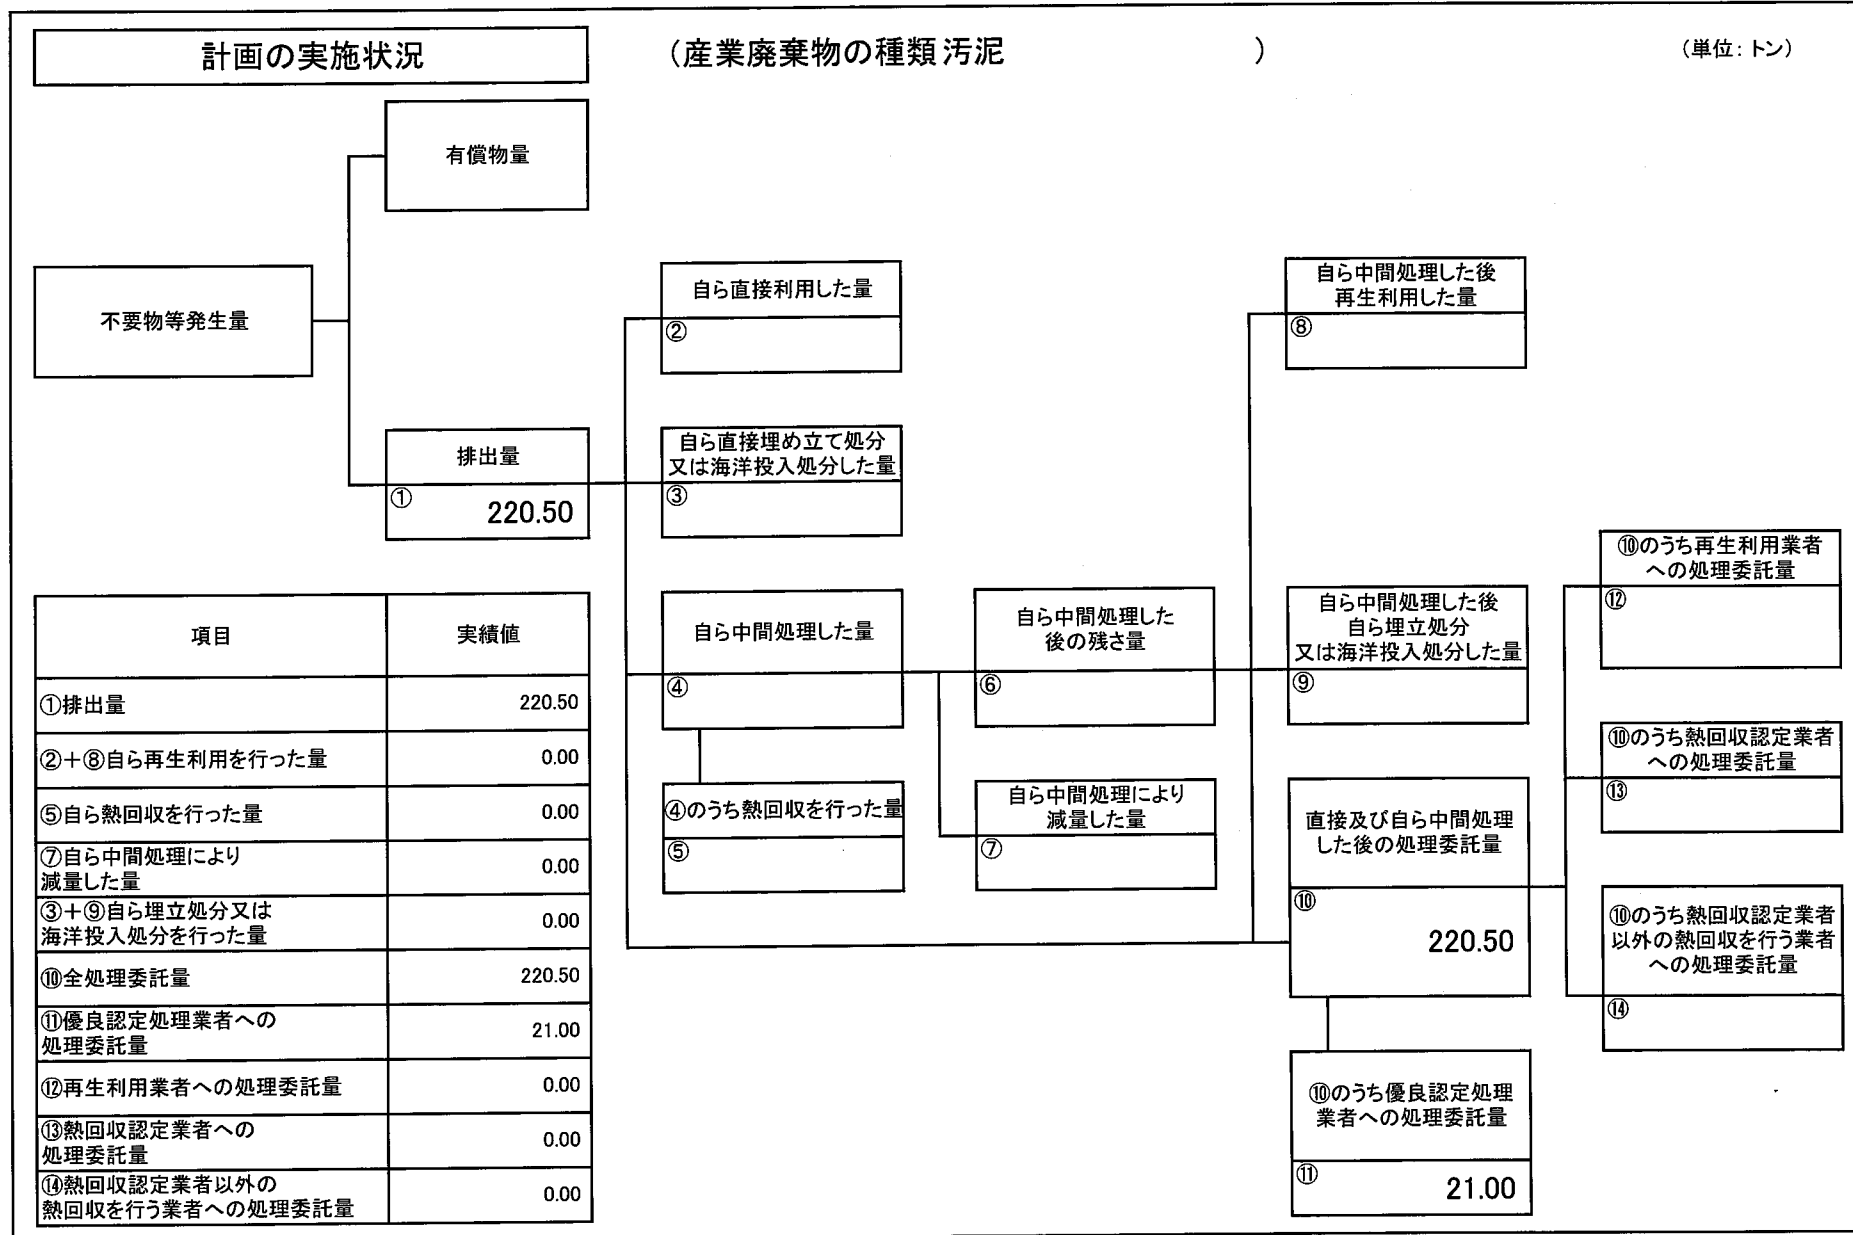 計画の実施状況
(産業廃棄物の種類 汚泥 )
(単位:トン)
有償物量
不要物等発生量
排出量
① 220.50
自ら直接利用した量
②
自ら直接埋め立て処分
又は海洋投入処分した量
③
自ら中間処理した量
④
④のうち熱回収を行った量
⑤
自ら中間処理した
後の残さ量
⑥
自ら中間処理により
減量した量
⑦
自ら中間処理した後
再生利用した量
⑧
自ら中間処理した後
自ら埋立処分
又は海洋投入処分した量
⑨
直接及び自ら中間処理
した後の処理委託量
⑩
220.50
⑩のうち優良認定処理
業者への処理委託量
⑪ 21.00
⑩のうち再生利用業者
への処理委託量
⑫
⑩のうち熱回収認定業者
への処理委託量
⑬
⑩のうち熱回収認定業者
以外の熱回収を行う業者
への処理委託量
⑭
項目 実績値
①排出量 220.50
②+⑧自ら再生利用を行った量 0.00
⑤自ら熱回収を行った量 0.00
⑦自ら中間処理により
減量した量 0.00
③+⑨自ら埋立処分又は
海洋投入処分を行った量 0.00
⑩全処理委託量 220.50
⑪優良認定処理業者への
処理委託量 21.00
⑫再生利用業者への処理委託量 0.00
⑬熱回収認定業者への
処理委託量 0.00
⑭熱回収認定業者以外の
熱回収を行う業者への処理委託量 0.00